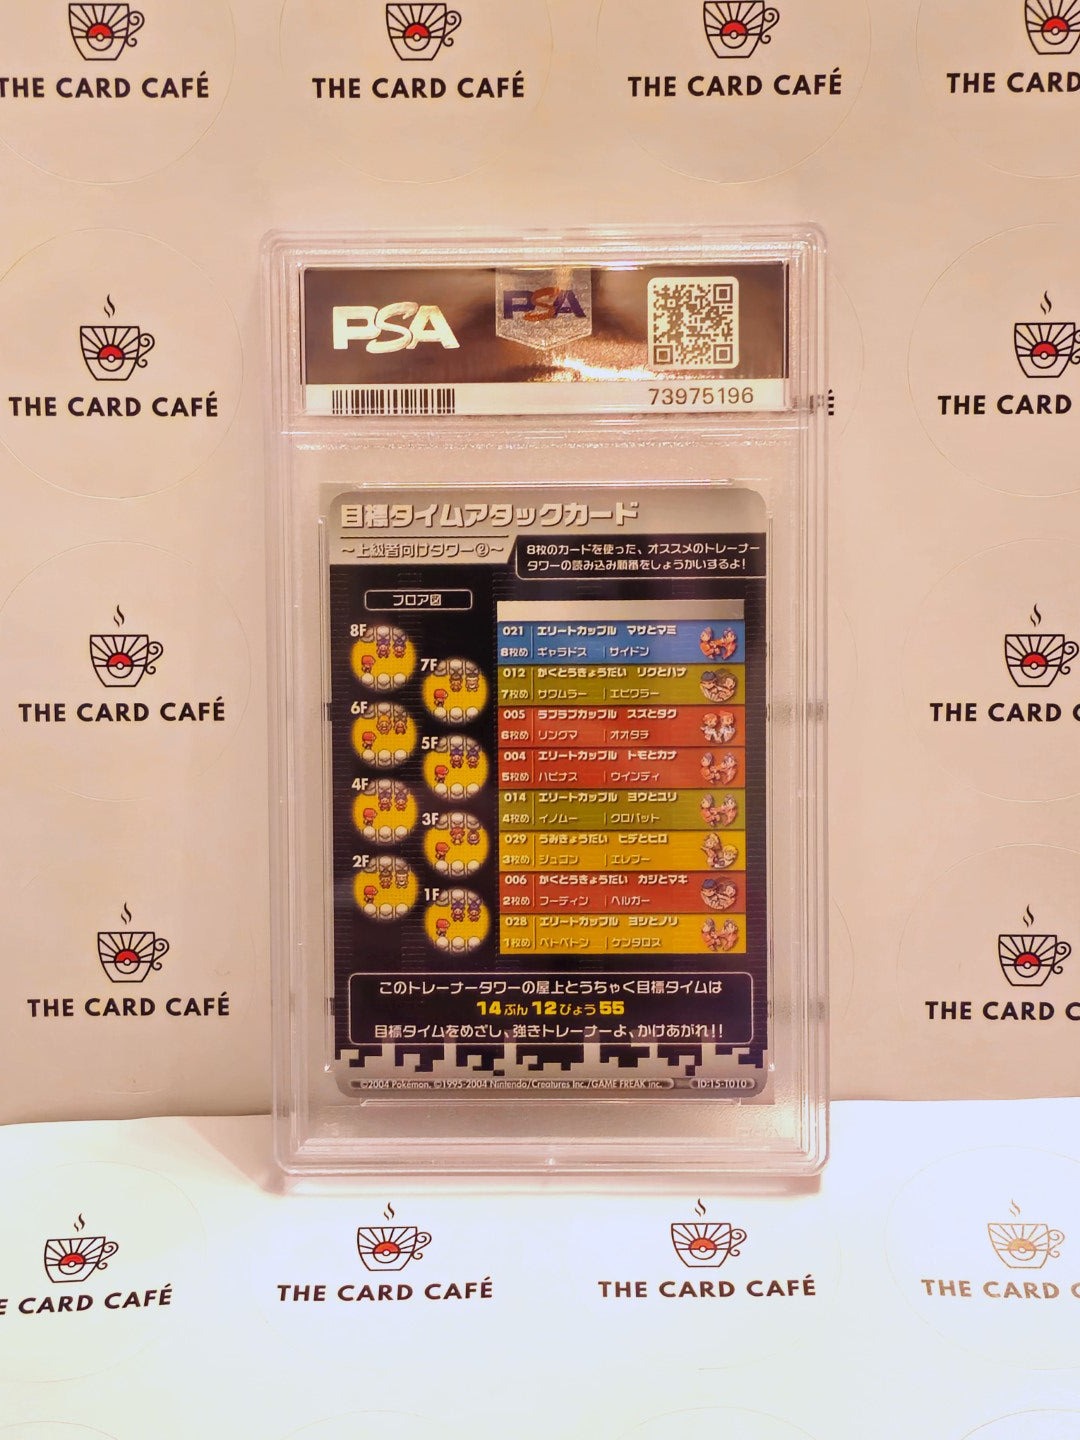 THE CARD CAFÉ
THE CARD CAFÉ
THE CARD CAFÉ
THE CARD
PSA
PSA
73975196
THE CARD CAFÉ
THE CARD
目標タイムアタックカード
～上級者向けタワー②～
8枚のカードを使った、オススメのトレーナー
タワーの読み込み順番をしょうかいするよ!
フロア図
8F
7F
6F
5F
4F
3F
2F
1F
021 エリートカップル マサとマミ
8枚め ギャラドス サイドン
012 かくとうきょうだい リクとハナ
7枚め サワムラー エビワラー
005 ラブラブカップル スズとタク
6枚め リングマ オオタチ
004 エリートカップル トモとカナ
5枚め ハピナス ウインディ
014 エリートカップル ヨウとユリ
4枚め イノムー クロバット
029 うみきょうだい ヒデとヒロ
3枚め ジュゴン エレブー
006 かくとうきょうだい カジとマキ
2枚め フーディン ヘルガー
028 エリートカップル ヨシとノリ
1枚め ベトベトン ケンタロス
このトレーナータワーの屋上とうちゃく目標タイムは
14ぷん12びょう55
目標タイムをめざし、強きトレーナーよ、かけあがれ!!
©2004 Pokémon. ©1995-2004 Nintendo/Creatures Inc./GAME FREAK inc.
ID:15-T010
THE CARD CAFÉ
THE CARD
THE CARD CAFÉ
THE CARD
CARD CAFÉ
THE CARD CAFÉ
THE CARD CAFÉ
THE CARD